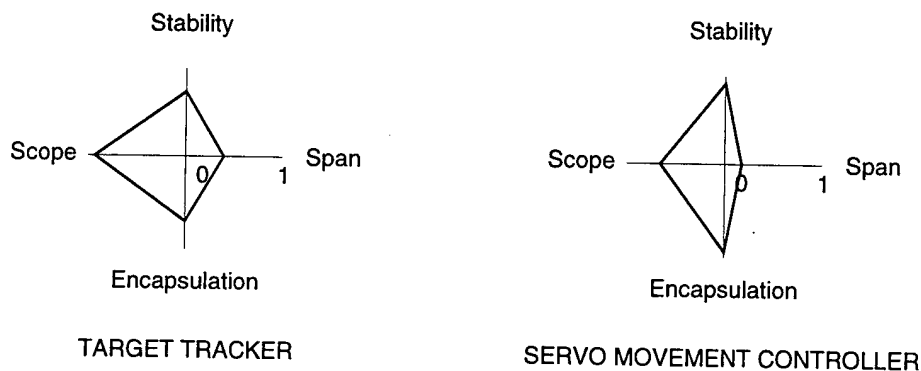 Stability
Scope
0
1
Span
Encapsulation
TARGET TRACKER
Stability
Scope
0
1
Span
Encapsulation
SERVO MOVEMENT CONTROLLER